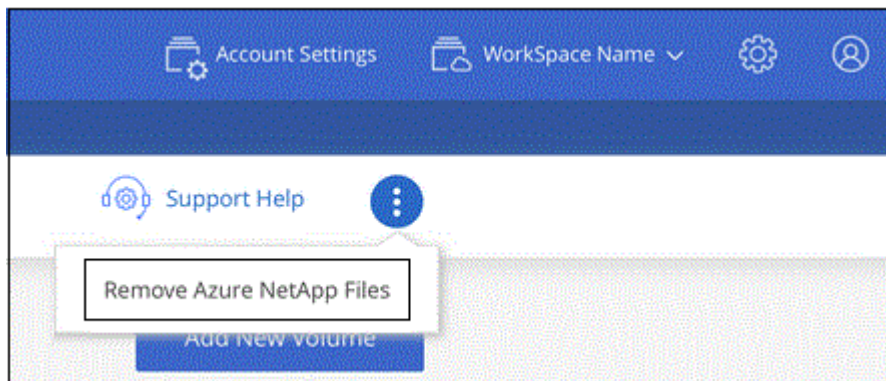 Account Settings WorkSpace Name
Support Help
Remove Azure NetApp Files
Add New Volume